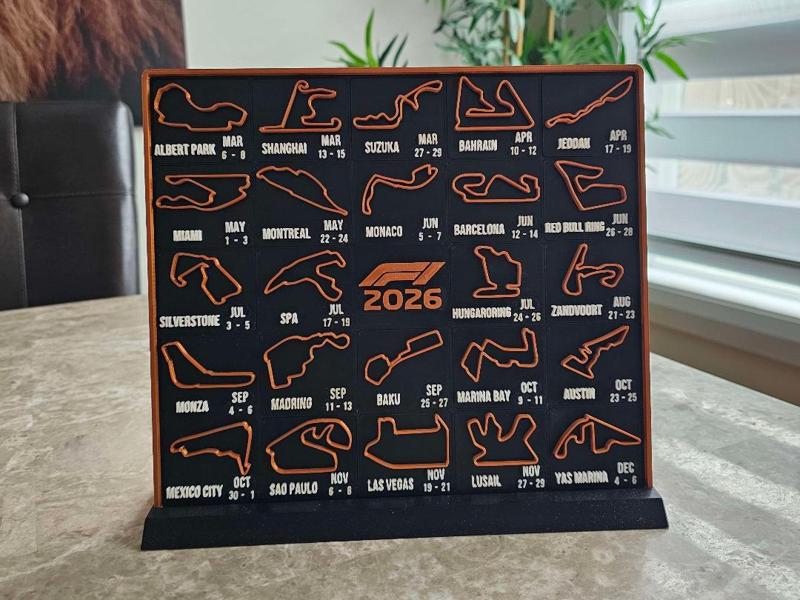 ALBERT PARK MAR 6 - 8
SHANGHAI MAR 13 - 15
SUZUKA MAR 27 - 29
BAHRAIN APR 10 - 12
JEDDAH APR 17 - 19
MIAMI MAY 1 - 3
MONTREAL MAY 22 - 24
MONACO JUN 5 - 7
BARCELONA JUN 12 - 14
RED BULL RING JUN 26 - 28
SILVERSTONE JUL 3 - 5
SPA JUL 17 - 19
F1 2026
HUNGARORING JUL 24 - 26
ZANDVOORT AUG 21 - 23
MONZA SEP 4 - 6
MADRING SEP 11 - 13
BAKU SEP 25 - 27
MARINA BAY OCT 9 - 11
AUSTIN OCT 23 - 25
MEXICO CITY OCT 30 - 1
SAO PAULO NOV 6 - 8
LAS VEGAS NOV 19 - 21
LUSAIL NOV 27 - 29
YAS MARINA DEC 4 - 6